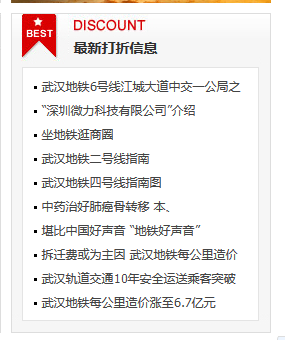 BEST
DISCOUNT
最新打折信息
武汉地铁6号线江城大道中交一公局之
“深圳微力科技有限公司”介绍
坐地铁逛商圈
武汉地铁二号线指南
武汉地铁四号线指南图
中药治好肺癌骨转移 本、
堪比中国好声音 “地铁好声音”
拆迁费或为主因 武汉地铁每公里造价
武汉轨道交通10年安全运送乘客突破
武汉地铁每公里造价涨至6.7亿元